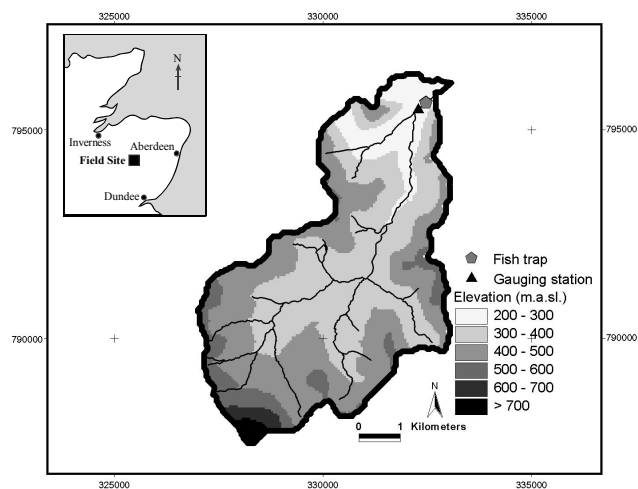 325000 330000 335000
N
Inverness
Aberdeen
Field Site
Dundee
795000 795000
Fish trap
Gauging station
Elevation (m.a.sl.)
200 - 300
300 - 400
400 - 500
500 - 600
600 - 700
> 700
790000 790000
N
0 1 Kilometers
325000 330000 335000